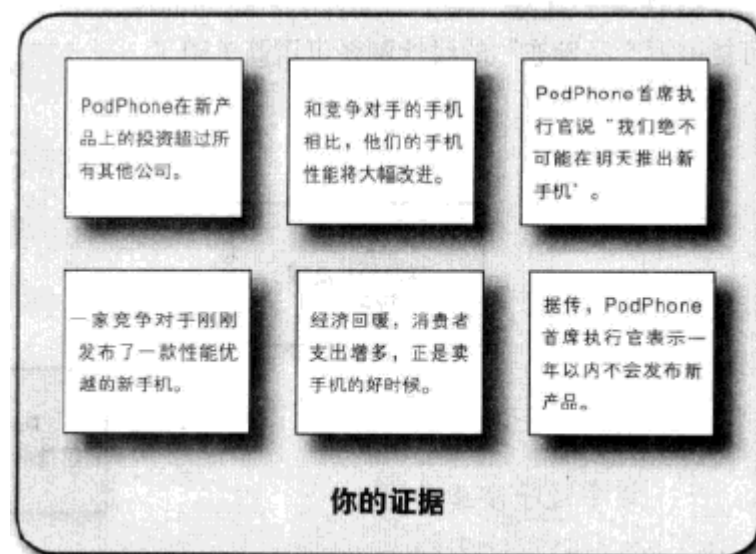 PodPhone在新产
品上的投资超过所
有其他公司。
和竞争对手的手机
相比，他们的手机
性能将大幅改进。
PodPhone首席执
行官说“我们绝不
可能在明天推出新
手机”。
一家竞争对手刚刚
发布了一款性能优
越的新手机。
经济回暖，消费者
支出增多，正是卖
手机的好时候。
据传，PodPhone
首席执行官表示一
年以内不会发布新
产品。
你的证据